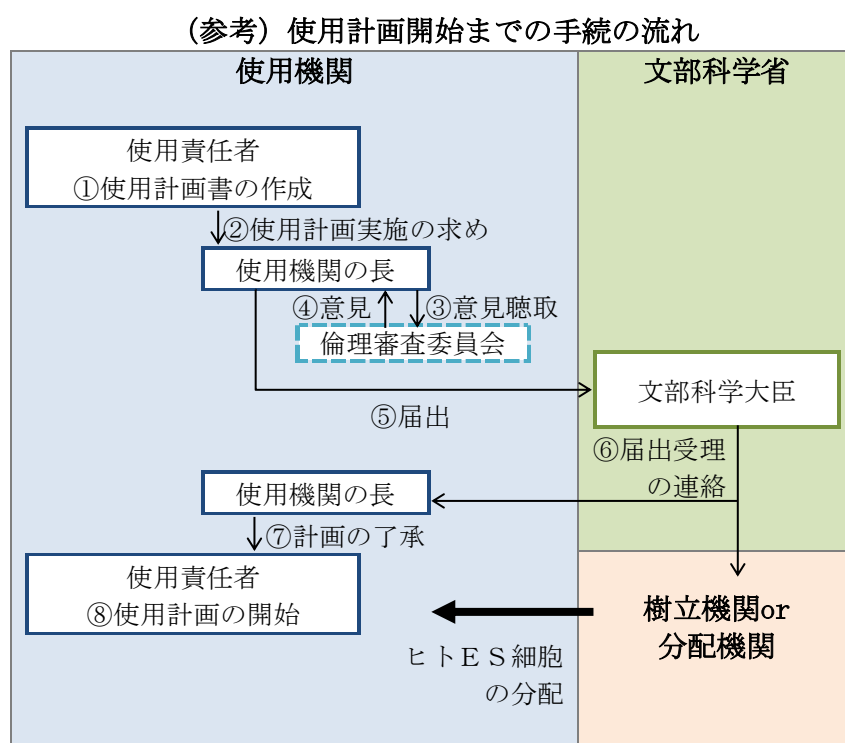 （参考）使用計画開始までの手続の流れ
使用機関
文部科学省
使用責任者
①使用計画書の作成
②使用計画実施の求め
使用機関の長
④意見
③意見聴取
倫理審査委員会
文部科学大臣
⑤届出
⑥届出受理
の連絡
使用機関の長
⑦計画の了承
使用責任者
⑧使用計画の開始
樹立機関or
分配機関
ヒトＥＳ細胞
の分配